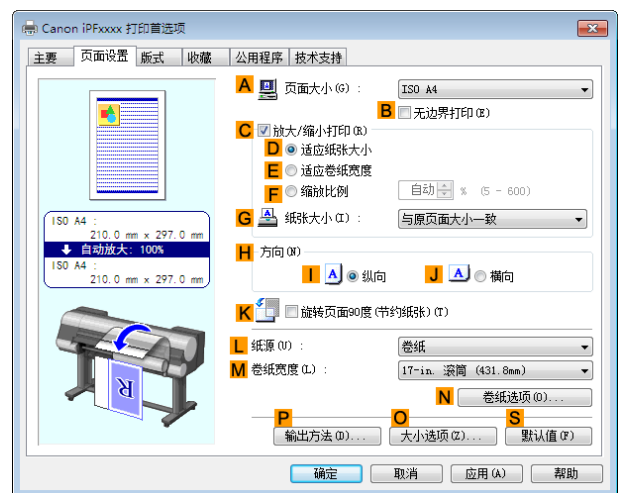 Canon iPFxxxx 打印首选项
主要 页面设置 版式 收藏 公用程序 技术支持
A 页面大小(G) : ISO A4
B 无边界打印(E)
C 放大/缩小打印(R)
D 适应纸张大小
E 适应卷纸宽度
F 缩放比例 自动 % (5 - 600)
G 纸张大小(I) : 与原页面大小一致
ISO A4 :
210.0 mm x 297.0 mm
自动放大: 100%
ISO A4 :
210.0 mm x 297.0 mm
H 方向(N)
I A 纵向 J A 横向
K 旋转页面90度(节约纸张)(T)
L 纸源(U) : 卷纸
M 卷纸宽度(L) : 17-in. 滚筒 (431.8mm)
R
N 卷纸选项(O)...
P O S
输出方法(D)... 大小选项(Z)... 默认值(F)
确定 取消 应用(A) 帮助